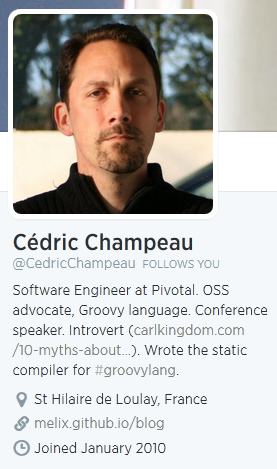 Cédric Champeau
@CedricChampeau FOLLOWS YOU
Software Engineer at Pivotal. OSS
advocate, Groovy language. Conference
speaker. Introvert (carlkingdom.com
/10-myths-about...). Wrote the static
compiler for #groovylang.
St Hilaire de Loulay, France
melix.github.io/blog
Joined January 2010